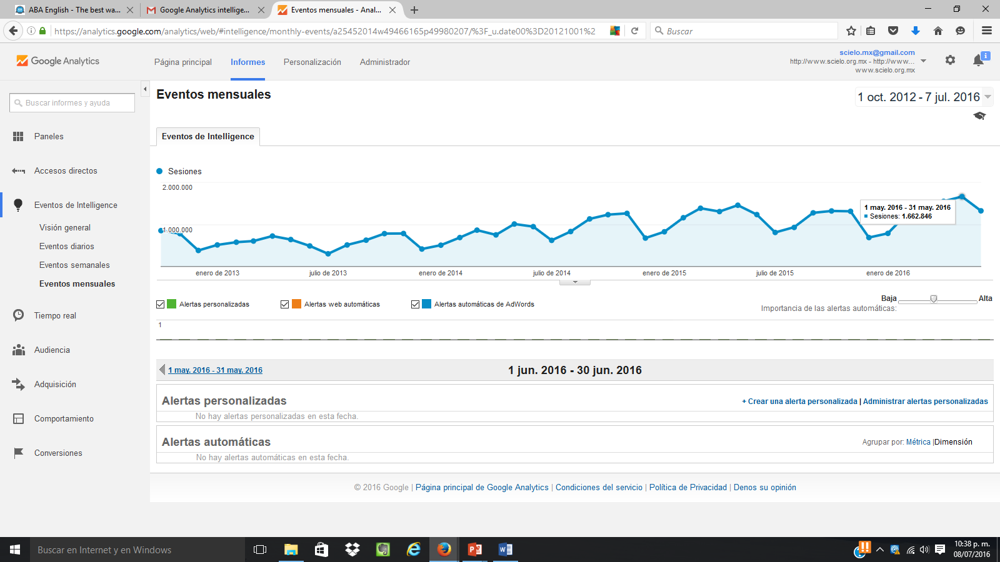 ABA English - The best wa...
Google Analytics intellige...
Eventos mensuales - Anal...
https://analytics.google.com/analytics/web/#intelligence/monthly-events/a25452014w49466165p49980207/%3F_u.date00%3D20121001%2
Buscar
Google Analytics
Página principal
Informes
Personalización
Administrador
scielo.mx@gmail.com
http://www.scielo.org.mx - http://www...
www.scielo.org.mx
Buscar informes y ayuda
Paneles
Accesos directos
Eventos de Intelligence
Visión general
Eventos diarios
Eventos semanales
Eventos mensuales
Tiempo real
Audiencia
Adquisición
Comportamiento
Conversiones
Eventos mensuales
1 oct. 2012 - 7 jul. 2016
Eventos de Intelligence
Sesiones
2.000.000
1.000.000
1 may. 2016 - 31 may. 2016
Sesiones: 1.662.846
enero de 2013
julio de 2013
enero de 2014
julio de 2014
enero de 2015
julio de 2015
enero de 2016
Alertas personalizadas
Alertas web automáticas
Alertas automáticas de AdWords
Baja
Alta
Importancia de las alertas automáticas:
1
1 may. 2016 - 31 may. 2016
1 jun. 2016 - 30 jun. 2016
Alertas personalizadas
+ Crear una alerta personalizada | Administrar alertas personalizadas
No hay alertas personalizadas en esta fecha.
Alertas automáticas
Agrupar por: Métrica |Dimensión
No hay alertas automáticas en esta fecha.
© 2016 Google | Página principal de Google Analytics | Condiciones del servicio | Política de Privacidad | Denos su opinión
Buscar en Internet y en Windows
10:38 p. m.
08/07/2016